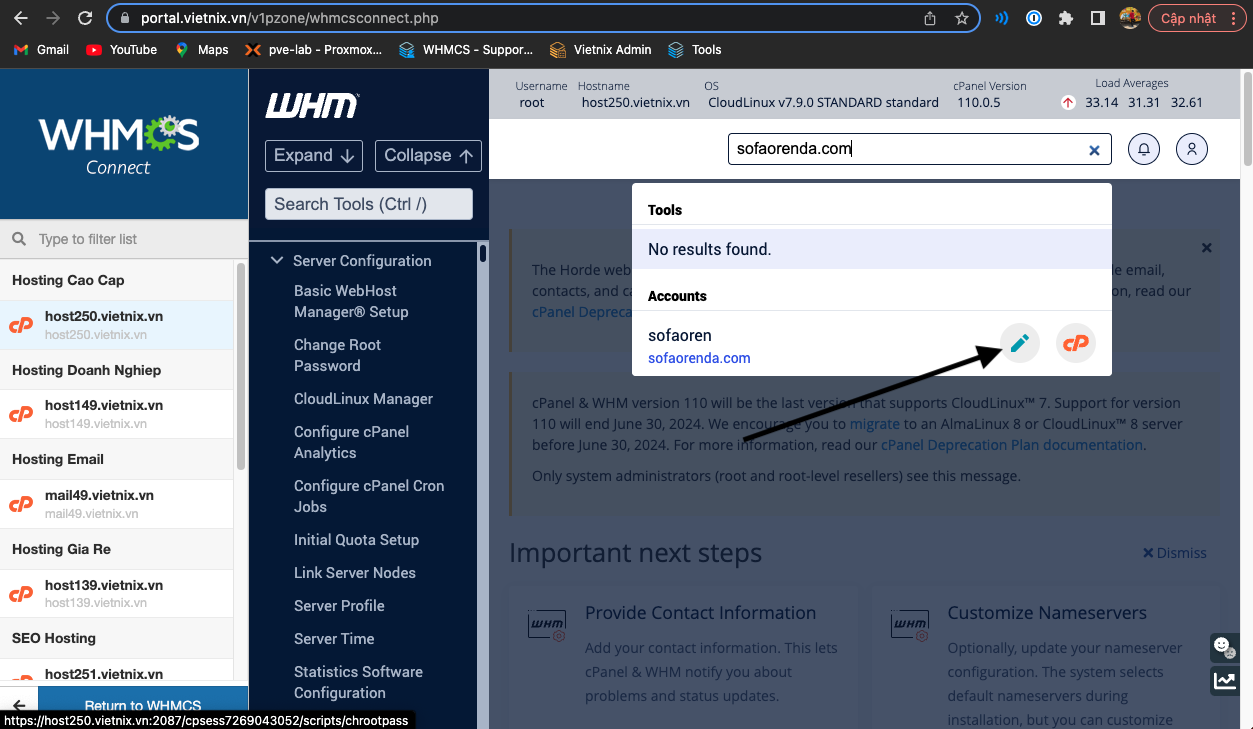 portal.vietnix.vn/v1pzone/whmcsconnect.php
Cập nhật
Gmail
YouTube
Maps
pve-lab - Proxmox...
WHMCS - Suppor...
Vietnix Admin
Tools
WHMCS
Connect
Type to filter list
Hosting Cao Cap
cP
host250.vietnix.vn
host250.vietnix.vn
Hosting Doanh Nghiep
cP
host149.vietnix.vn
host149.vietnix.vn
Hosting Email
cP
mail49.vietnix.vn
mail49.vietnix.vn
Hosting Gia Re
cP
host139.vietnix.vn
host139.vietnix.vn
SEO Hosting
host251.vietnix.vn
Return to WHMCS
https://host250.vietnix.vn:2087/cpsess7269043052/scripts/chrootpass
WHM
Expand
Collapse
Search Tools (Ctrl /)
Server Configuration
Basic WebHost
Manager® Setup
Change Root
Password
CloudLinux Manager
Configure cPanel
Analytics
Configure cPanel Cron
Jobs
Initial Quota Setup
Link Server Nodes
Server Profile
Server Time
Statistics Software
Configuration
Username
root
Hostname
host250.vietnix.vn
OS
CloudLinux v7.9.0 STANDARD standard
cPanel Version
110.0.5
Load Averages
33.14 31.31 32.61
sofaorenda.com
Tools
No results found.
Accounts
sofaoren
sofaorenda.com
cP
The Horde web
e email,
contacts, and ca
on, read our
cPanel Depreca
cPanel & WHM version 110 will be the last version that supports CloudLinux™ 7. Support for version
110 will end June 30, 2024. We encourage you to migrate to an AlmaLinux 8 or CloudLinux™ 8 server
before June 30, 2024. For more information, read our cPanel Deprecation Plan documentation.
Only system administrators (root and root-level resellers) see this message.
Important next steps
Dismiss
WHM
Provide Contact Information
Add your contact information. This lets
cPanel & WHM notify you about
problems and status updates.
WHM
Customize Nameservers
Optionally, update your nameserver
configuration. The system selects
default nameservers during
installation, but you can customize